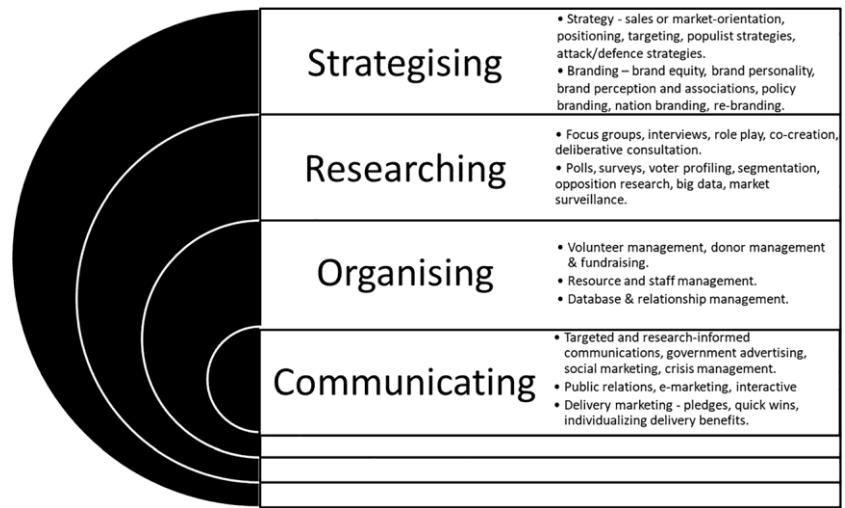 Strategising
• Strategy - sales or market-orientation,
positioning, targeting, populist strategies,
attack/defence strategies.
• Branding – brand equity, brand personality,
brand perception and associations, policy
branding, nation branding, re-branding.
Researching
• Focus groups, interviews, role play, co-creation,
deliberative consultation.
• Polls, surveys, voter profiling, segmentation,
opposition research, big data, market
surveillance.
Organising
• Volunteer management, donor management
& fundraising.
• Resource and staff management.
• Database & relationship management.
Communicating
• Targeted and research-informed
communications, government advertising,
social marketing, crisis management.
• Public relations, e-marketing, interactive
• Delivery marketing - pledges, quick wins,
individualizing delivery benefits.